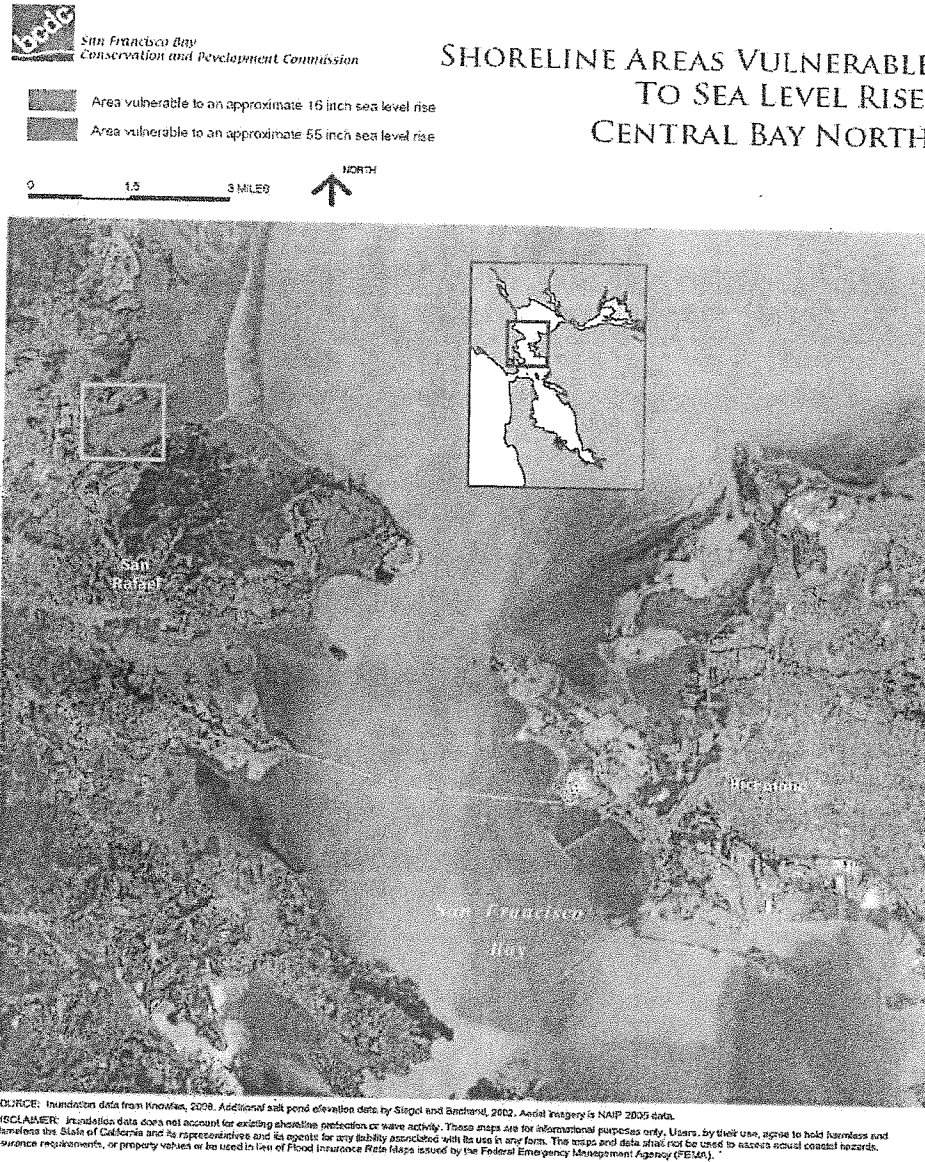 bcdc
San Francisco Bay
Conservation and Development Commission
SHORELINE AREAS VULNERABLE
TO SEA LEVEL RISE
CENTRAL BAY NORTH
Area vulnerable to an approximate 16 inch sea level rise
Area vulnerable to an approximate 55 inch sea level rise
0 1.5 3 MILES
NORTH
San
Rafael
Richmond
San Francisco
Bay
OURCE: Inundation data from Knowles, 2008. Additional salt pond elevation data by Siegel and Bachand, 2002. Aerial imagery is NAIP 2005 data.
ISCLAIMER: Inundation data does not account for existing shoreline protection or wave activity. These maps are for informational purposes only. Users, by their use, agree to hold harmless and
lameless the State of California and its representatives and its agents for any liability associated with its use in any form. The maps and data shall not be used to assess actual coastal hazards,
surance requirements, or property values or be used in lieu of Flood Insurance Rate Maps issued by the Federal Emergency Management Agency (FEMA).